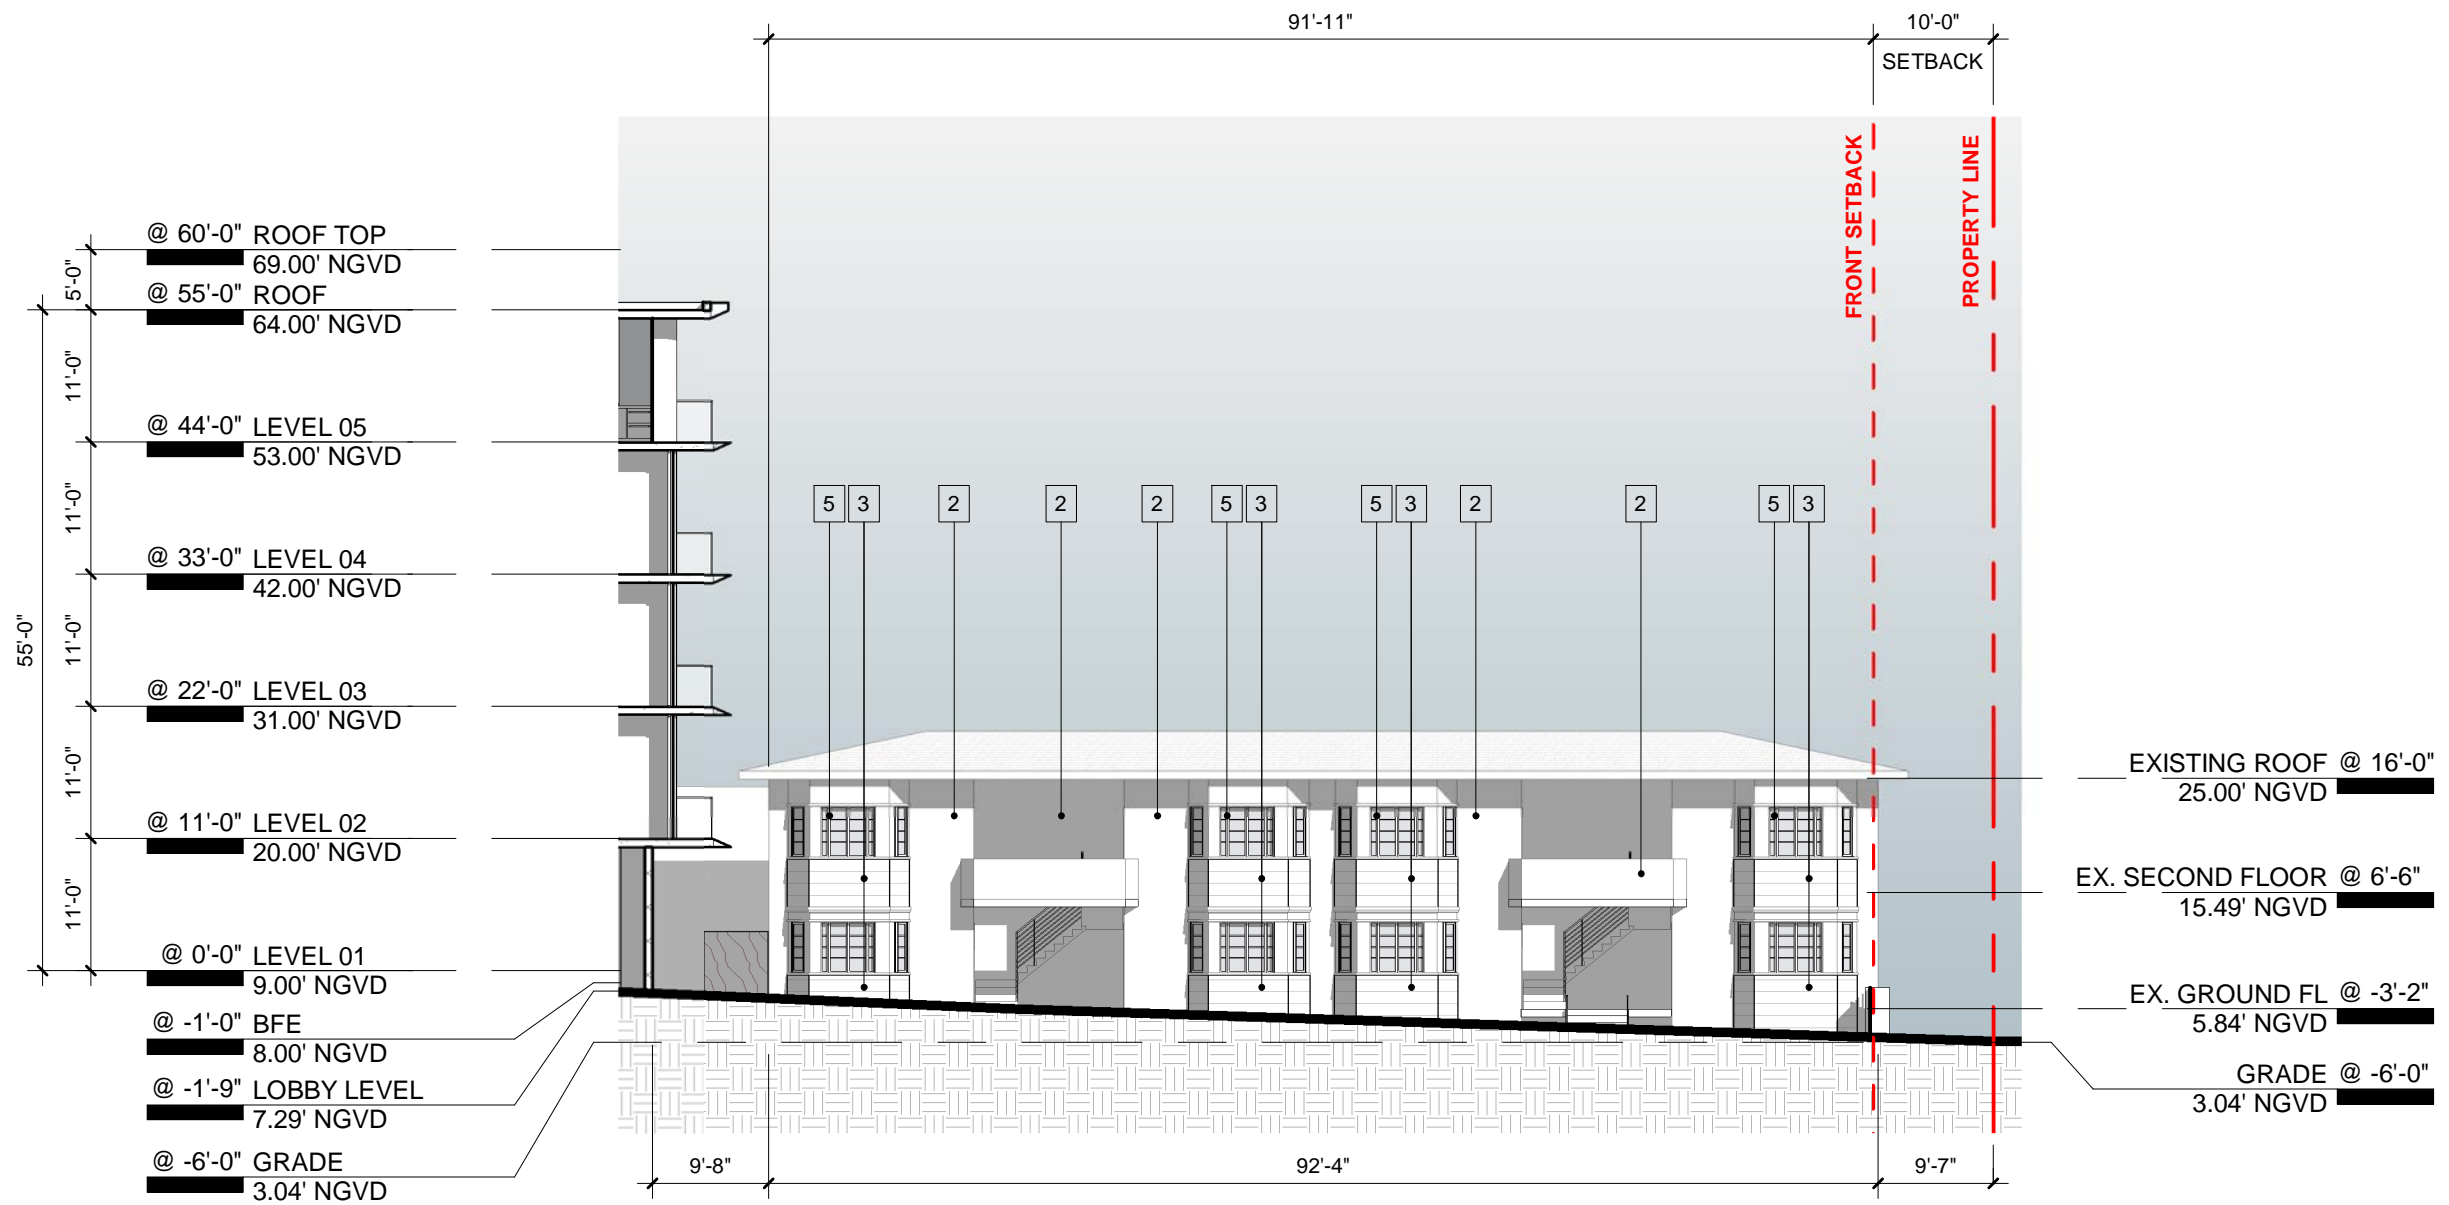 91'-11"
10'-0"
SETBACK
FRONT SETBACK
PROPERTY LINE
@ 60'-0" ROOF TOP
69.00' NGVD
5'-0"
@ 55'-0" ROOF
64.00' NGVD
11'-0"
@ 44'-0" LEVEL 05
53.00' NGVD
11'-0"
@ 33'-0" LEVEL 04
42.00' NGVD
55'-0"
11'-0"
@ 22'-0" LEVEL 03
31.00' NGVD
11'-0"
@ 11'-0" LEVEL 02
20.00' NGVD
11'-0"
@ 0'-0" LEVEL 01
9.00' NGVD
@ -1'-0" BFE
8.00' NGVD
@ -1'-9" LOBBY LEVEL
7.29' NGVD
@ -6'-0" GRADE
3.04' NGVD
5 3 2 2 2 5 3 5 3 2 2 5 3
EXISTING ROOF @ 16'-0"
25.00' NGVD
EX. SECOND FLOOR @ 6'-6"
15.49' NGVD
EX. GROUND FL @ -3'-2"
5.84' NGVD
GRADE @ -6'-0"
3.04' NGVD
9'-8"
92'-4"
9'-7"